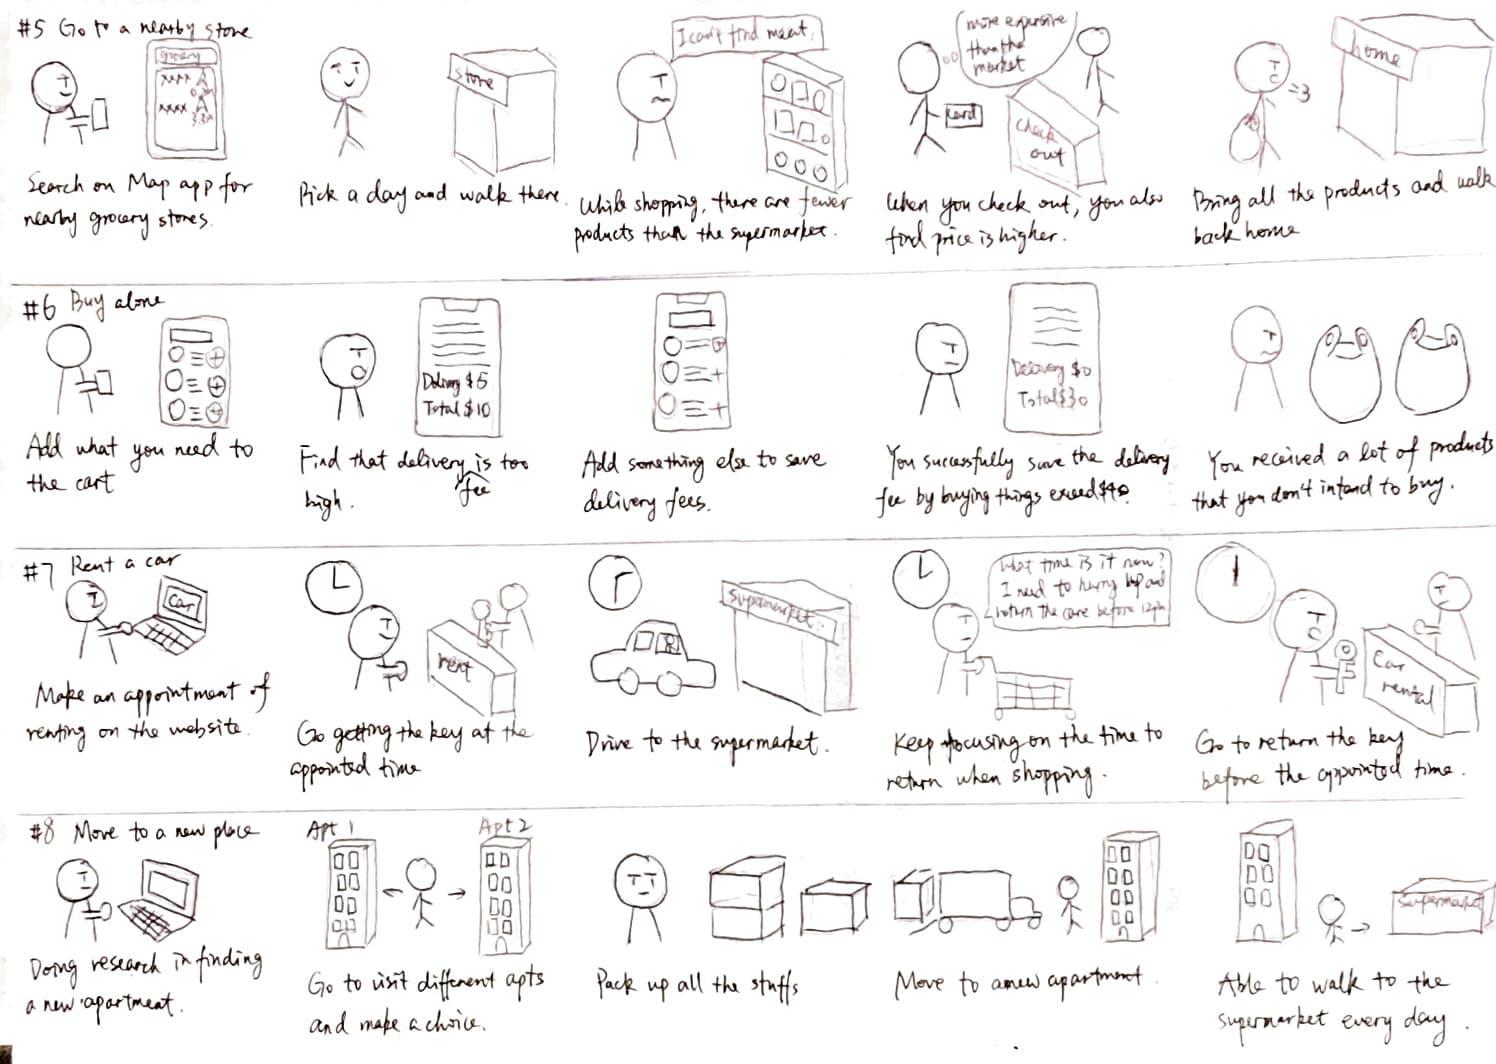 #5 Go to a nearby store
grocery
xxxx
xxxx
Search on Map app for
nearby grocery stores.
store
Pick a day and walk there.
I can't find meat.
While shopping, there are fewer
products than the supermarket.
more expensive
than the
market
card
check
out
When you check out, you also
find price is higher.
home
Bring all the products and walk
back home
#6 Buy alone
Add what you need to
the cart
Delivery $5
Total $10
Find that delivery is too
fee
high.
Add something else to save
delivery fees.
Delivery $0
Total $30
You successfully save the delivery
fee by buying things exceed
You received a lot of products
that you don't intend to buy.
#7 Rent a car
car
Make an appointment of
renting on the website.
rent
Go getting the key at the
appointed time
supermarket
Drive to the supermarket.
What time is it now?
I need to hurry up and
return the care before 12pm
Keep focusing on the time to
return when shopping.
Car
rental
Go to return the key
before the appointed time.
#8 Move to a new place
Doing research in finding
a new apartment.
Apt 1
Apt 2
Go to visit different apts
and make a choice.
Pack up all the stuffs
Move to a new apartment.
supermarket
Able to walk to the
supermarket every day.